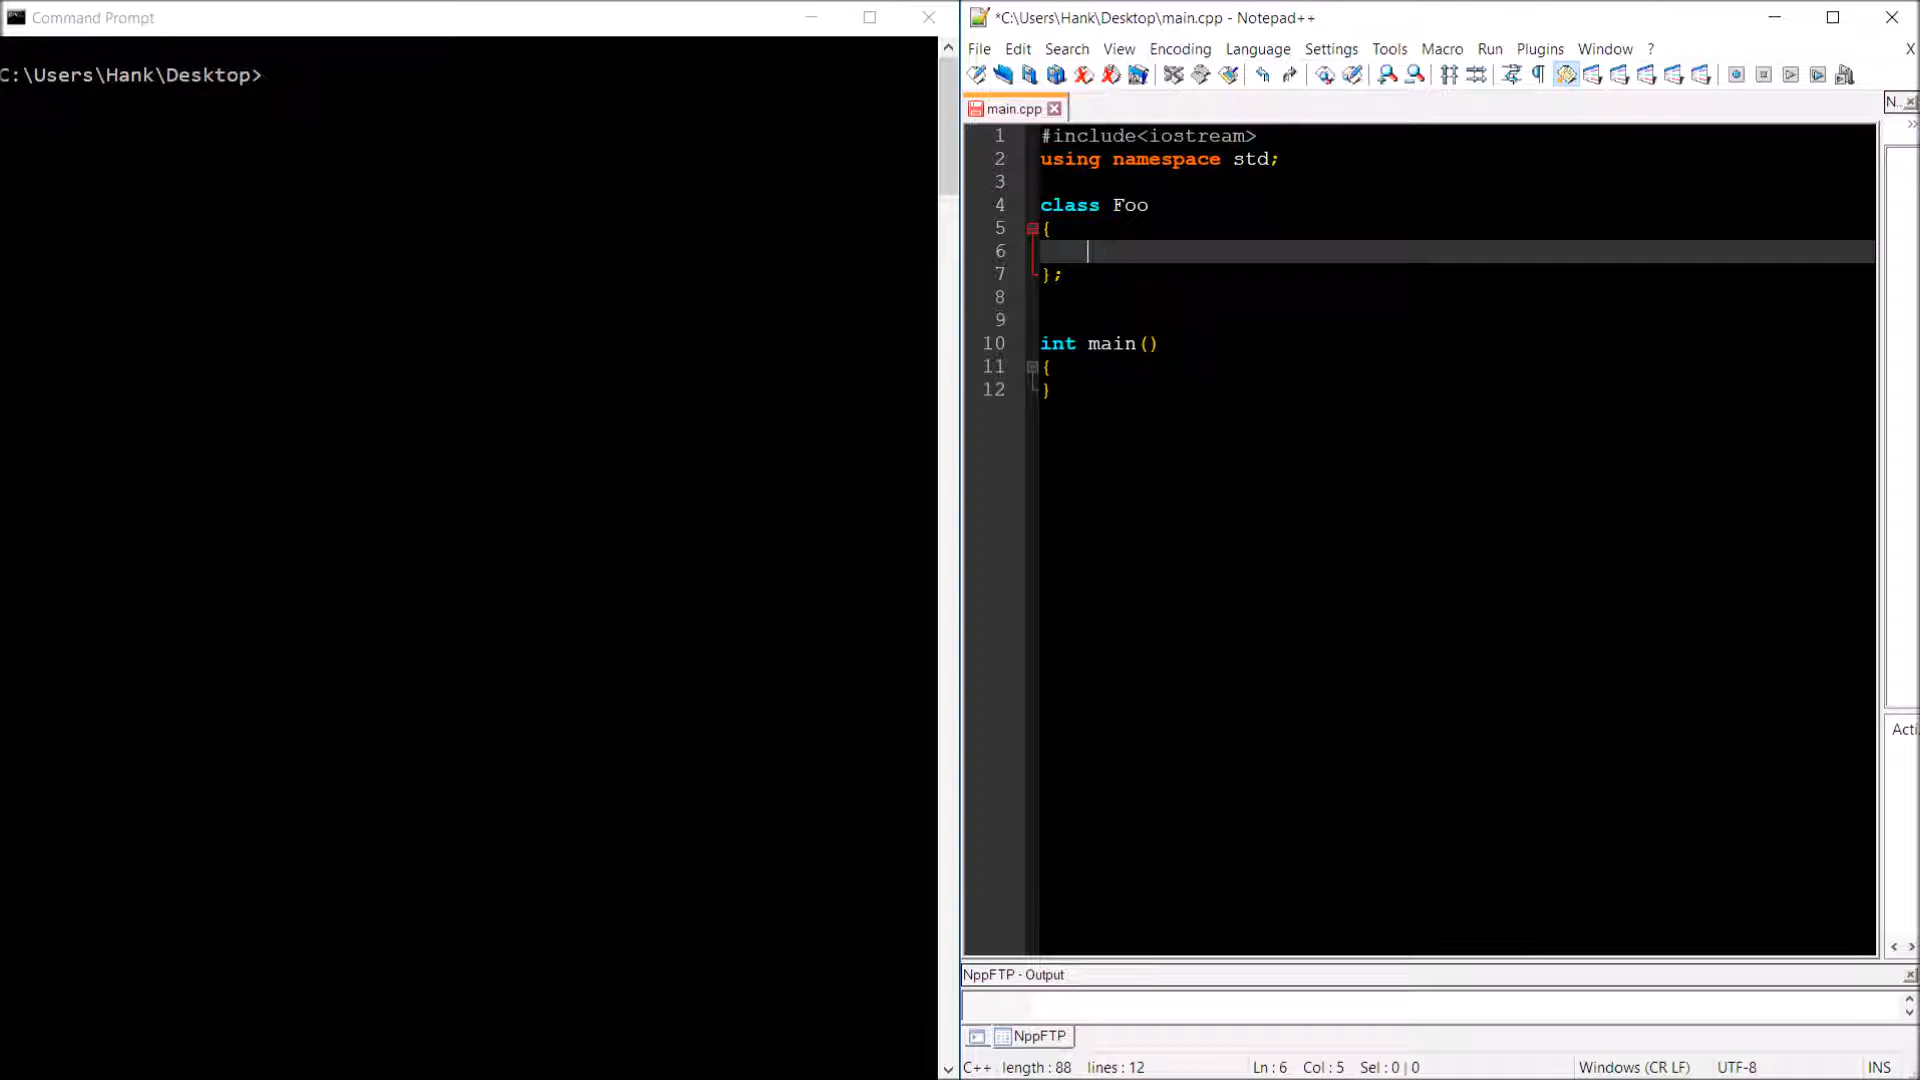 Command Prompt
C:\Users\Hank\Desktop>
*C:\Users\Hank\Desktop\main.cpp - Notepad++
File Edit Search View Encoding Language Settings Tools Macro Run Plugins Window ? X
main.cpp
N..
1 #include<iostream>
2 using namespace std;
3
4 class Foo
5 {
6
7 };
8
9
10 int main()
11 {
12 }
Acti
NppFTP - Output
NppFTP
C++ length : 88 lines : 12 Ln : 6 Col : 5 Sel : 0 | 0 Windows (CR LF) UTF-8 INS